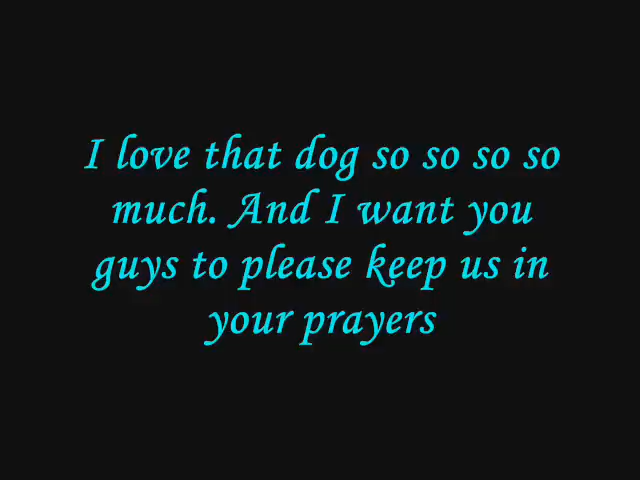 I love that dog so so so so
much. And I want you
guys to please keep us in
your prayers